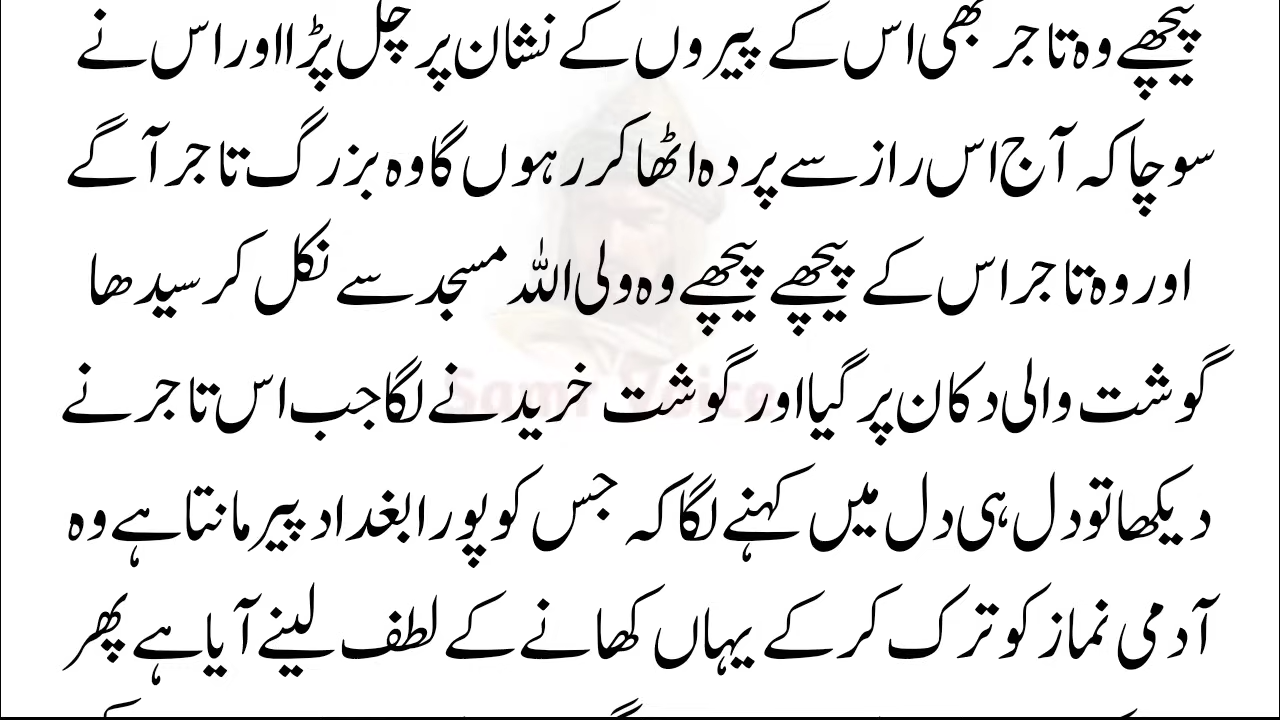 پیچھے وہ تاجر بھی اس کے پیروں کے نشان پر چل پڑا اور اس نے
سوچا کہ آج اس راز سے پردہ اٹھا کر رہوں گا وہ بزرگ تاجر آگے
اور وہ تاجر اس کے پیچھے پیچھے وہ ولی اللہ مسجد سے نکل کر سیدھا
گوشت والی دکان پر گیا اور گوشت خریدنے لگا جب اس تاجر نے
دیکھا تو دل ہی دل میں کہنے لگا کہ جس کو پورا بغداد پیر مانتا ہے وہ
آدمی نماز کو ترک کر کے یہاں کھانے کے لطف لینے آیا ہے پھر